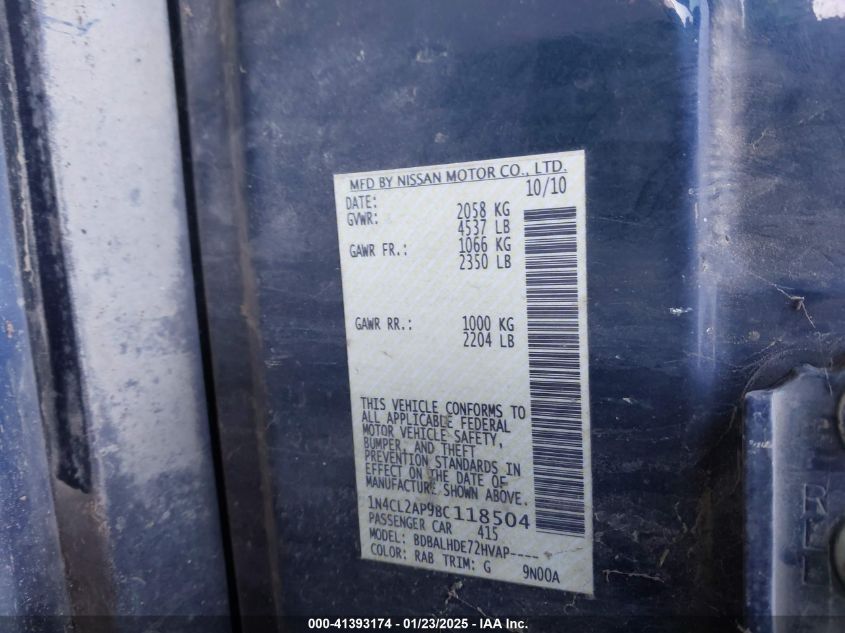 MFD BY NISSAN MOTOR CO., LTD.
DATE: 10/10
GVWR: 2058 KG
4537 LB
GAWR FR.: 1066 KG
2350 LB
GAWR RR.: 1000 KG
2204 LB
THIS VEHICLE CONFORMS TO
ALL APPLICABLE FEDERAL
MOTOR VEHICLE SAFETY,
BUMPER, AND THEFT
PREVENTION STANDARDS IN
EFFECT ON THE DATE OF
MANUFACTURE SHOWN ABOVE.
1N4CL2AP9BC118504
PASSENGER CAR 415
MODEL: BDBALHDE72HVAP----
COLOR: RAB TRIM: G 9N00A
RLL
000-41393174 - 01/23/2025 - IAA Inc.